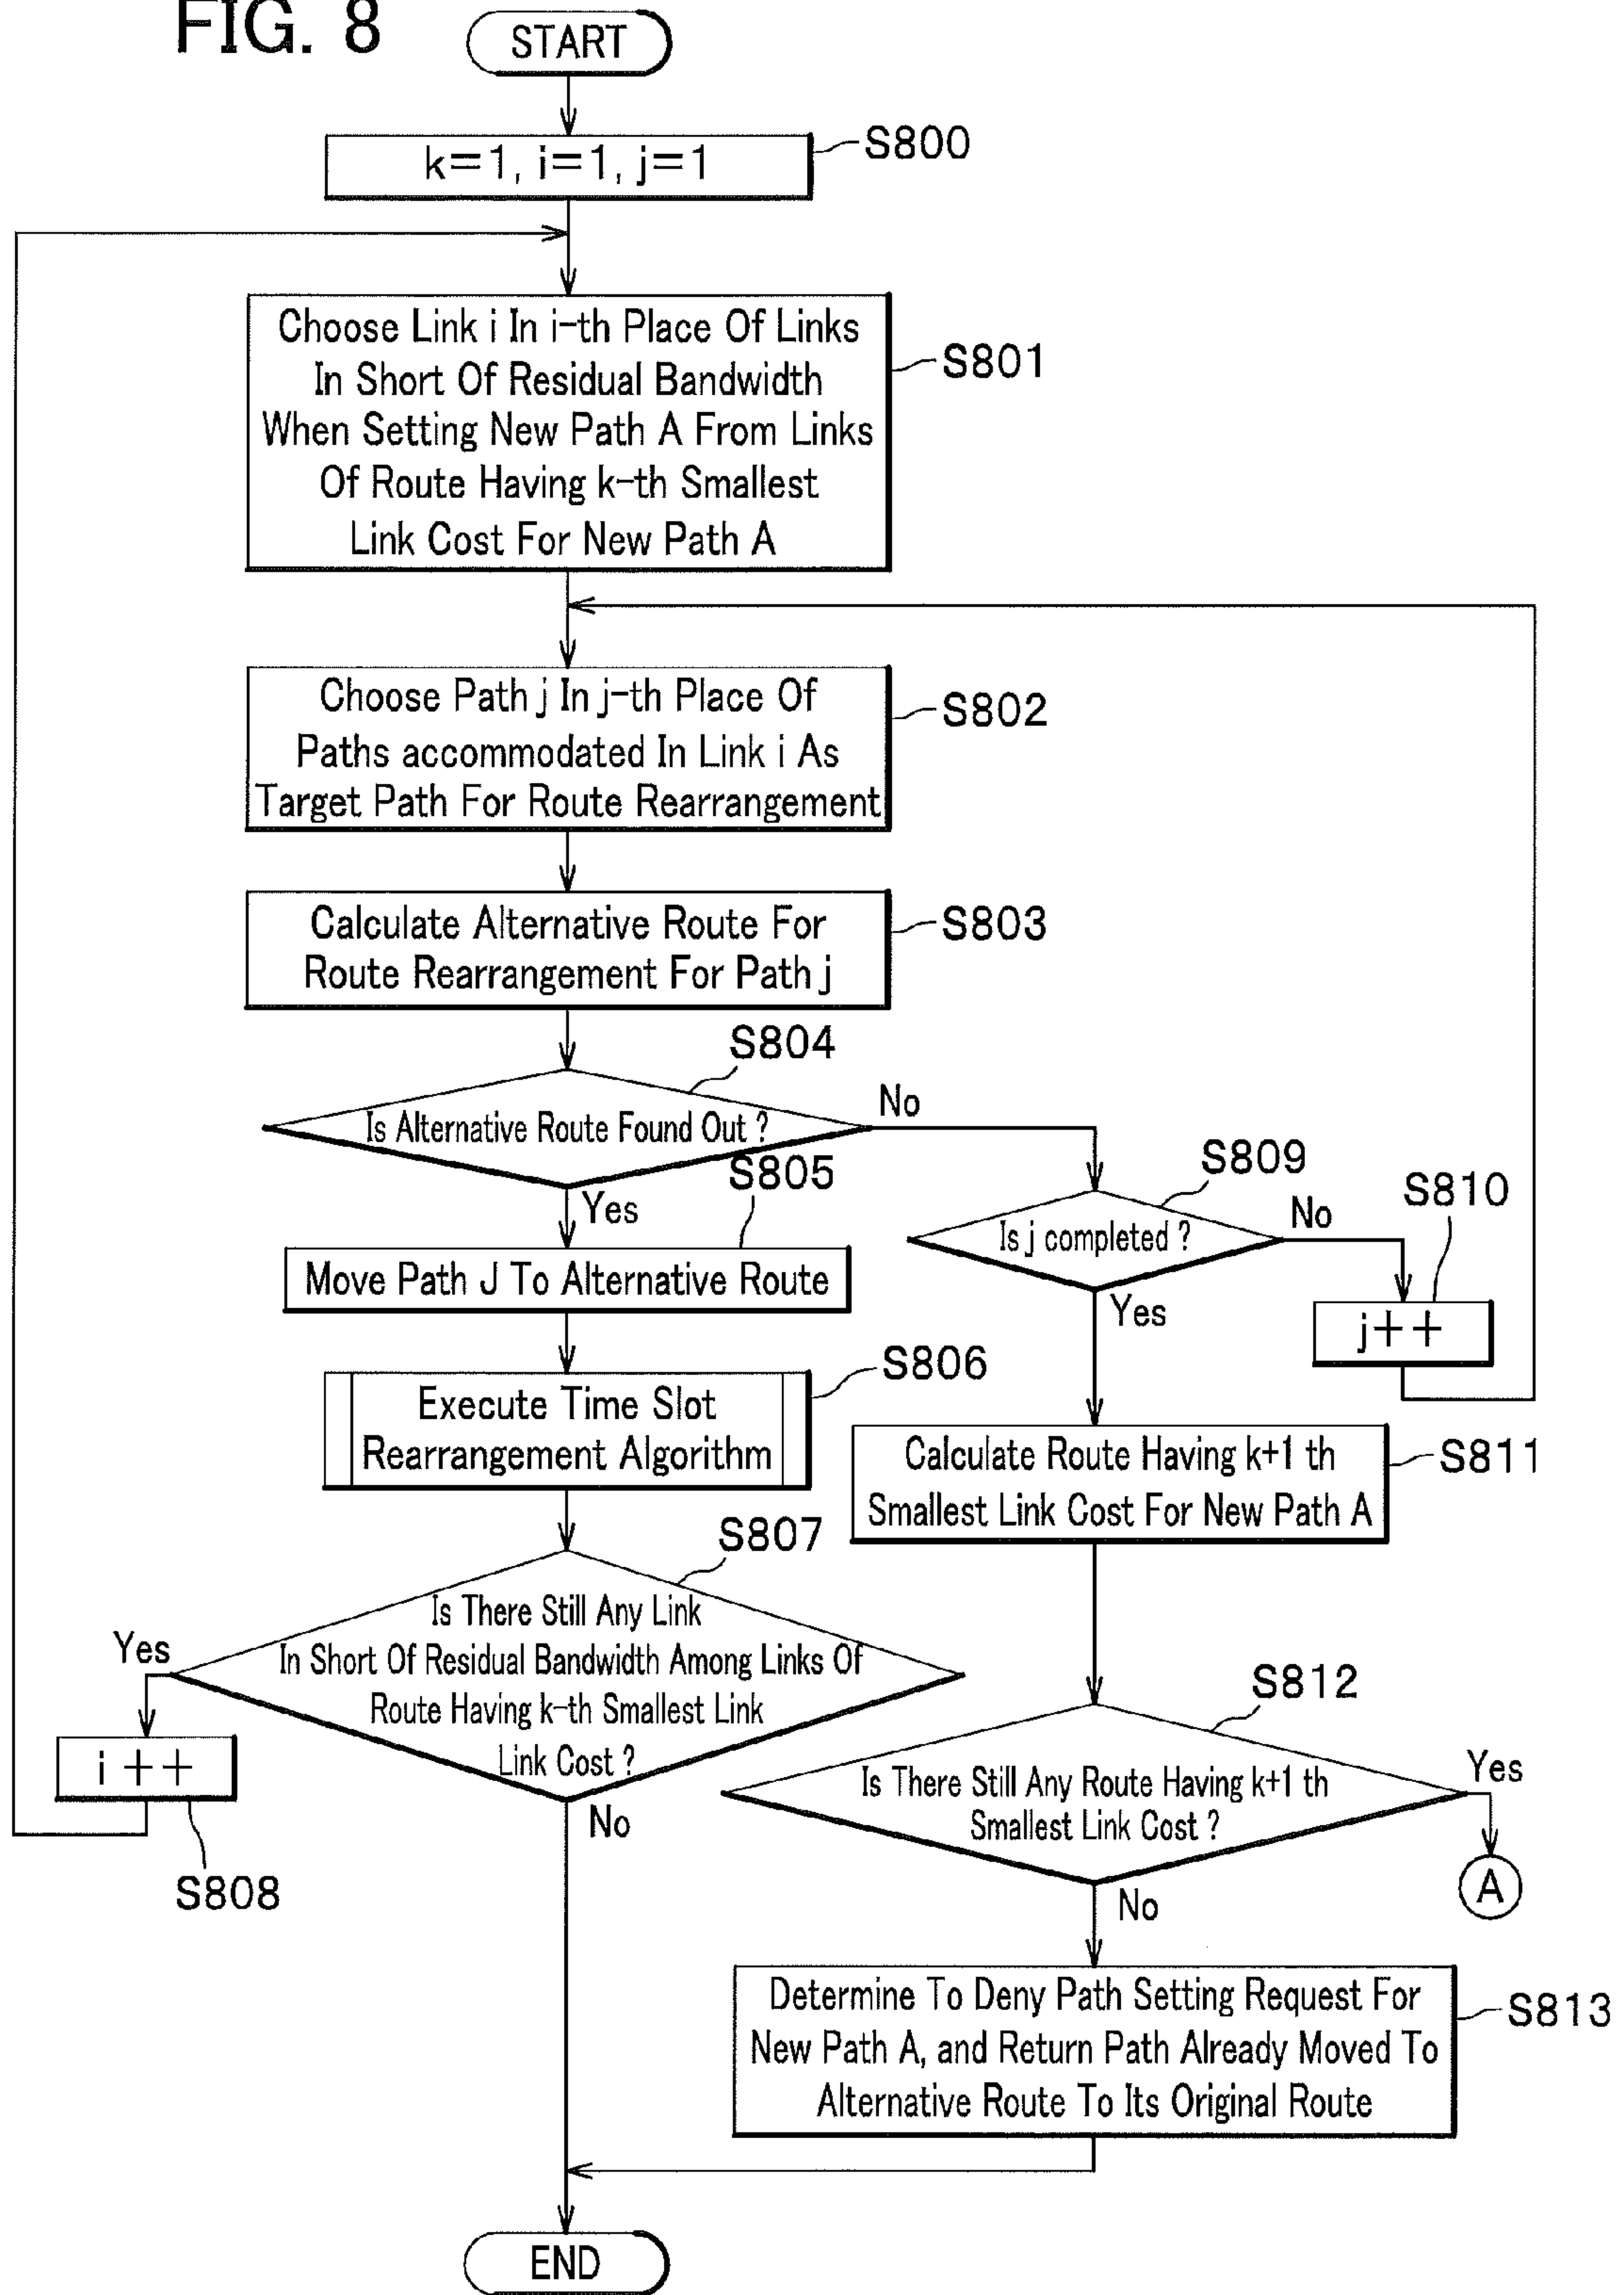 FIG. 8
START
k=1, i=1, j=1
S800
Choose Link i In i-th Place Of Links
In Short Of Residual Bandwidth
When Setting New Path A From Links
Of Route Having k-th Smallest
Link Cost For New Path A
S801
Choose Path j In j-th Place Of
Paths accommodated In Link i As
Target Path For Route Rearrangement
S802
Calculate Alternative Route For
Route Rearrangement For Path j
S803
S804
Is Alternative Route Found Out ?
No
Yes
S805
Move Path J To Alternative Route
S809
Is j completed ?
No
Yes
S810
j++
Execute Time Slot
Rearrangement Algorithm
S806
Calculate Route Having k+1 th
Smallest Link Cost For New Path A
S811
S807
Is There Still Any Link
In Short Of Residual Bandwidth Among Links Of
Route Having k-th Smallest Link
Link Cost ?
Yes
No
i ++
S808
S812
Is There Still Any Route Having k+1 th
Smallest Link Cost ?
Yes
A
No
Determine To Deny Path Setting Request For
New Path A, and Return Path Already Moved To
Alternative Route To Its Original Route
S813
END